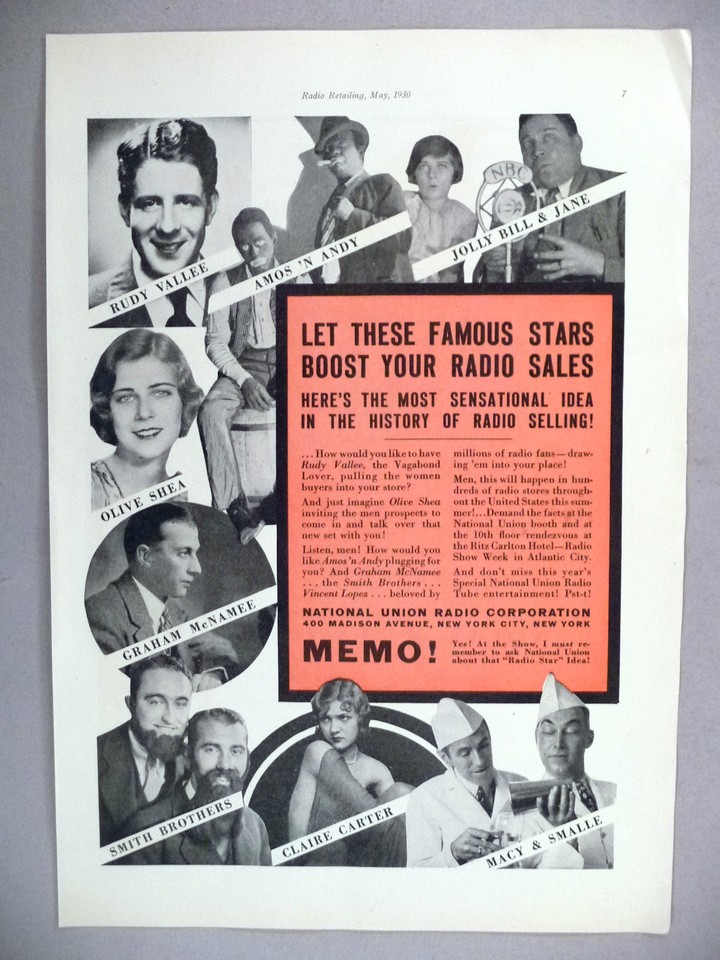 Radio Retailing, May, 1930
7
RUDY VALLEE
AMOS 'N ANDY
NBC
JOLLY BILL & JANE
OLIVE SHEA
GRAHAM McNAMEE
LET THESE FAMOUS STARS
BOOST YOUR RADIO SALES
HERE'S THE MOST SENSATIONAL IDEA
IN THE HISTORY OF RADIO SELLING!
...How would you like to have
Rudy Vallee, the Vagabond
Lover, pulling the women
buyers into your store?
And just imagine Olive Shea
inviting the men prospects to
come in and talk over that
new set with you!
Listen, men! How would you
like Amos 'n Andy plugging for
you? And Graham McNamee
... the Smith Brothers ...
Vincent Lopez ... beloved by
millions of radio fans—draw-
ing 'em into your place!
Men, this will happen in hun-
dreds of radio stores through-
out the United States this sum-
mer!...Demand the facts at the
National Union booth and at
the 10th floor rendezvous at
the Ritz Carlton Hotel—Radio
Show Week in Atlantic City.
And don't miss this year's
Special National Union Radio
Tube entertainment! Pst-t!
NATIONAL UNION RADIO CORPORATION
400 MADISON AVENUE, NEW YORK CITY, NEW YORK
MEMO!
Yes! At the Show, I must re-
member to ask National Union
about that "Radio Star" Idea!
SMITH BROTHERS
CLAIRE CARTER
MACY & SMALLE